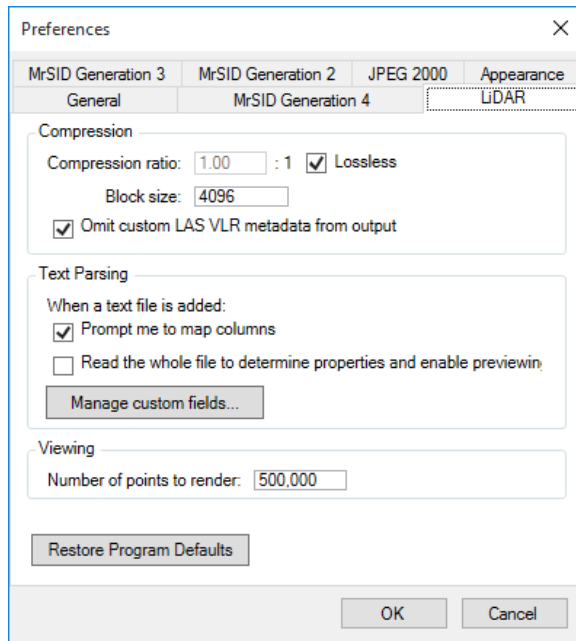 Preferences
MrSID Generation 3 MrSID Generation 2 JPEG 2000 Appearance
General MrSID Generation 4 LiDAR
Compression
Compression ratio: 1.00 : 1 Lossless
Block size: 4096
Omit custom LAS VLR metadata from output
Text Parsing
When a text file is added:
Prompt me to map columns
Read the whole file to determine properties and enable previewin
Manage custom fields...
Viewing
Number of points to render: 500,000
Restore Program Defaults
OK Cancel